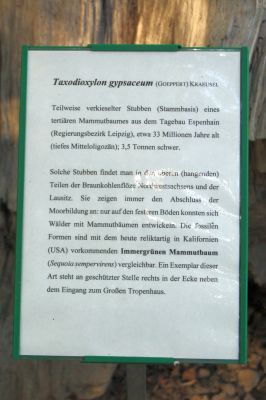 Taxodioxylon gypsaceum (GOEPPERT) KRAEUSEL
Teilweise verkieselter Stubben (Stammbasis) eines
tertiären Mammutbaumes aus dem Tagebau Espenhain
(Regierungsbezirk Leipzig), etwa 33 Millionen Jahre alt
(tiefes Mitteloligozän); 3,5 Tonnen schwer.
Solche Stubben findet man in den oberen (hangenden)
Teilen der Braunkohlenflöze Nordwestsachsens und der
Lausitz. Sie zeigen immer den Abschluss der
Moorbildung an: nur auf den festeren Böden konnten sich
Wälder mit Mammutbäumen entwickeln. Die fossilen
Formen sind mit dem heute reliktartig in Kalifornien
(USA) vorkommenden Immergrünen Mammutbaum
(Sequoia sempervirens) vergleichbar. Ein Exemplar dieser
Art steht an geschützter Stelle rechts in der Ecke neben
dem Eingang zum Großen Tropenhaus.